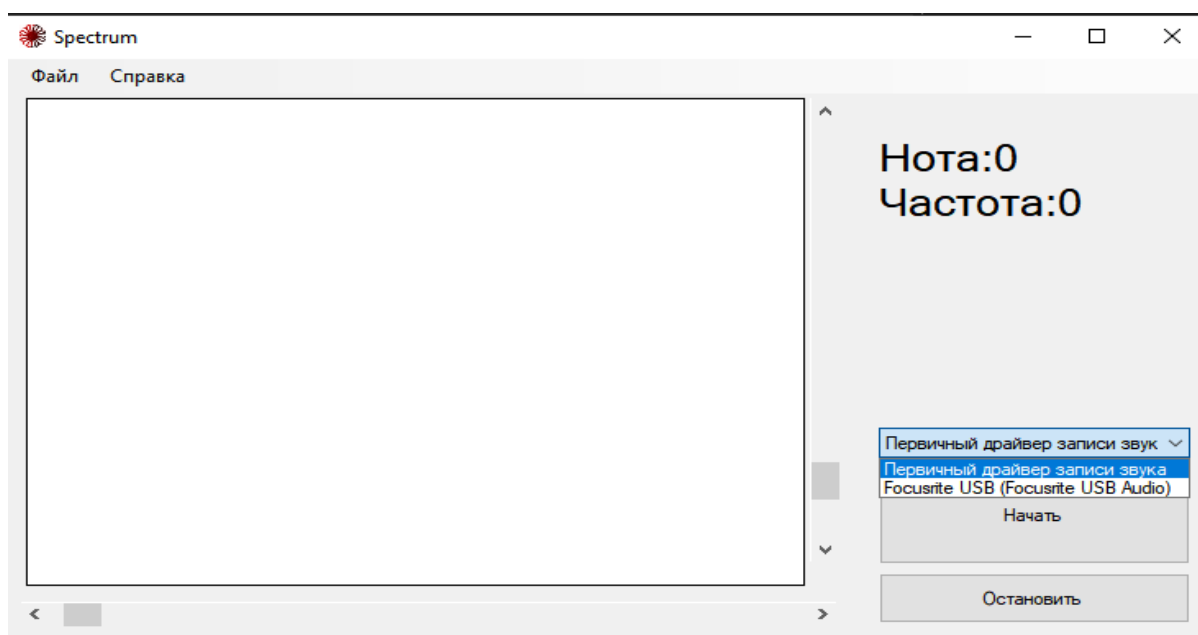 Spectrum
Файл Справка
Нота:0
Частота:0
Первичный драйвер записи звук
Первичный драйвер записи звука
Focusrite USB (Focusrite USB Audio)
Начать
Остановить